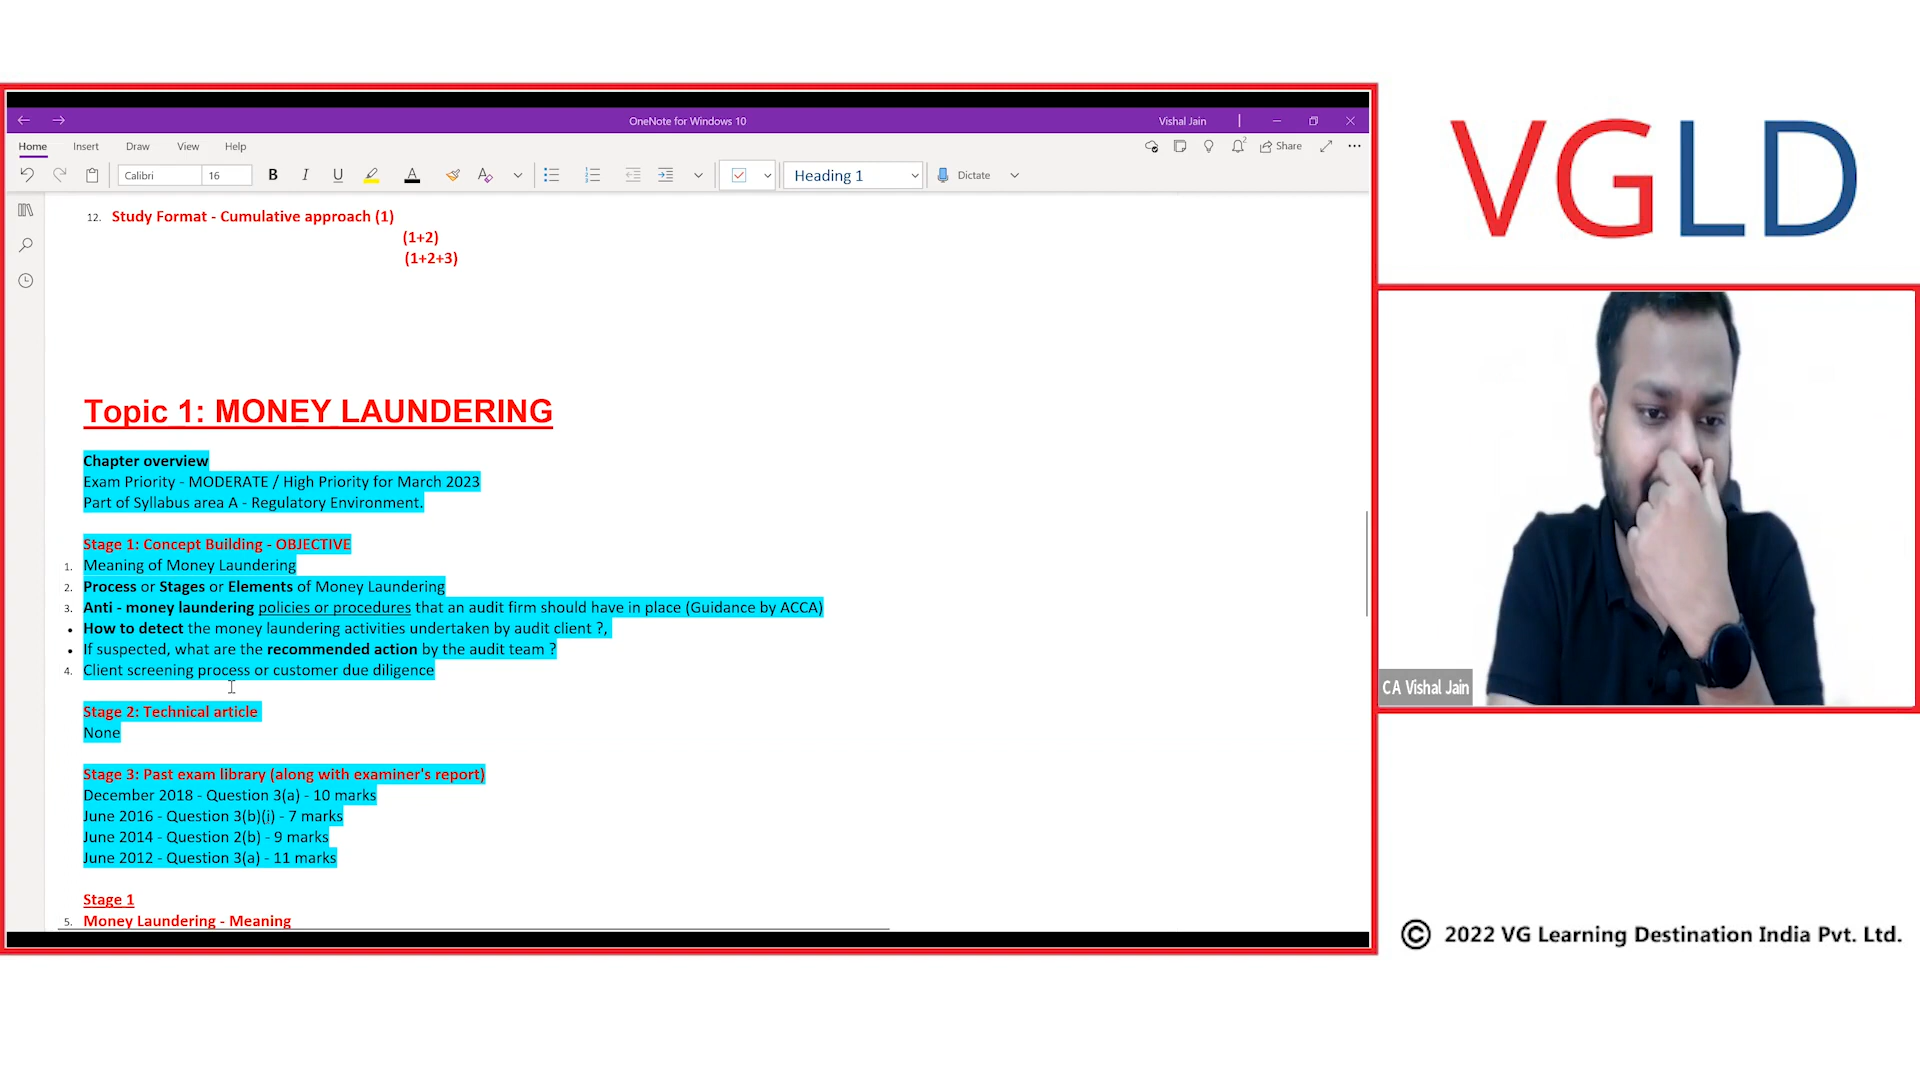 OneNote for Windows 10
Vishal Jain
Home Insert Draw View Help
Share
Calibri 16 B I U A Heading 1 Dictate
12. Study Format - Cumulative approach (1)
(1+2)
(1+2+3)
Topic 1: MONEY LAUNDERING
Chapter overview
Exam Priority - MODERATE / High Priority for March 2023
Part of Syllabus area A - Regulatory Environment.
Stage 1: Concept Building - OBJECTIVE
1. Meaning of Money Laundering
2. Process or Stages or Elements of Money Laundering
3. Anti - money laundering policies or procedures that an audit firm should have in place (Guidance by ACCA)
• How to detect the money laundering activities undertaken by audit client ?,
• If suspected, what are the recommended action by the audit team ?
4. Client screening process or customer due diligence
Stage 2: Technical article
None
Stage 3: Past exam library (along with examiner's report)
December 2018 - Question 3(a) - 10 marks
June 2016 - Question 3(b)(i) - 7 marks
June 2014 - Question 2(b) - 9 marks
June 2012 - Question 3(a) - 11 marks
Stage 1
5. Money Laundering - Meaning
VGLD
CA Vishal Jain
© 2022 VG Learning Destination India Pvt. Ltd.